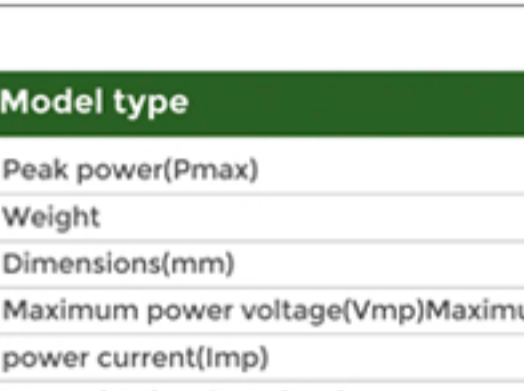 Model type
Peak power(Pmax)
Weight
Dimensions(mm)
Maximum power voltage(Vmp)Maximu
power current(Imp)